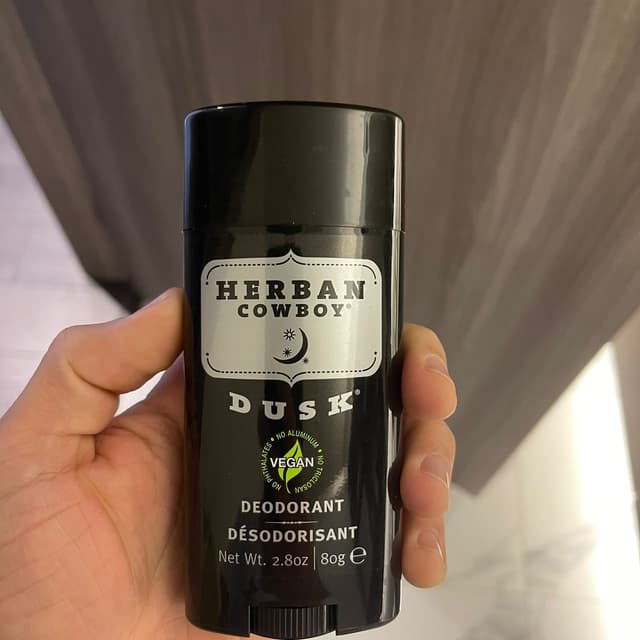 HERBAN
COWBOY®
DUSK®
NO PHTHALATES • NO ALUMINUM • NO TRICLOSAN
VEGAN
DEODORANT
DÉSODORISANT
Net Wt. 2.8oz | 80g ℮